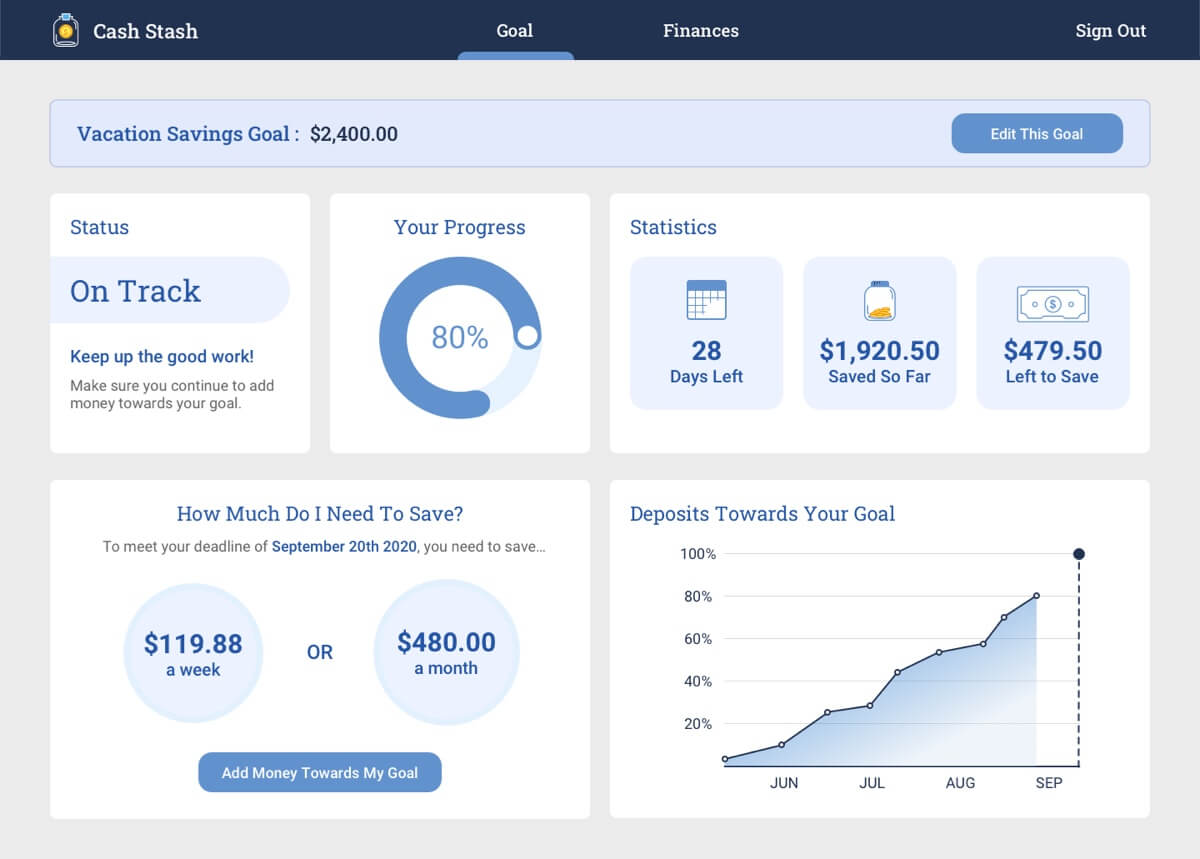 Cash Stash
Goal
Finances
Sign Out
Vacation Savings Goal : $2,400.00
Edit This Goal
Status
On Track
Keep up the good work!
Make sure you continue to add
money towards your goal.
Your Progress
80%
Statistics
28
Days Left
$1,920.50
Saved So Far
$479.50
Left to Save
How Much Do I Need To Save?
To meet your deadline of September 20th 2020, you need to save...
$119.88
a week
OR
$480.00
a month
Add Money Towards My Goal
Deposits Towards Your Goal
100%
80%
60%
40%
20%
JUN
JUL
AUG
SEP